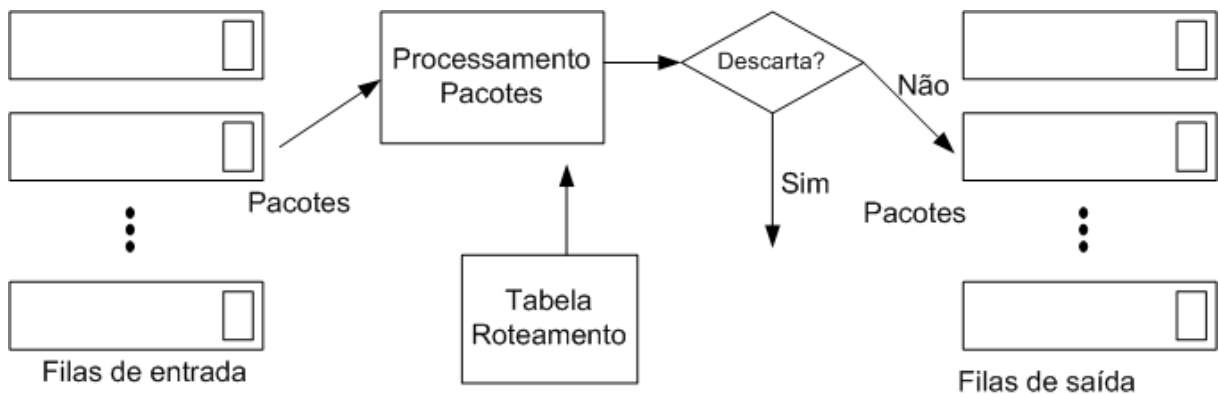 Processamento
Pacotes
Descarta?
Não
Sim
Pacotes
Pacotes
Tabela
Roteamento
Filas de entrada
Filas de saída